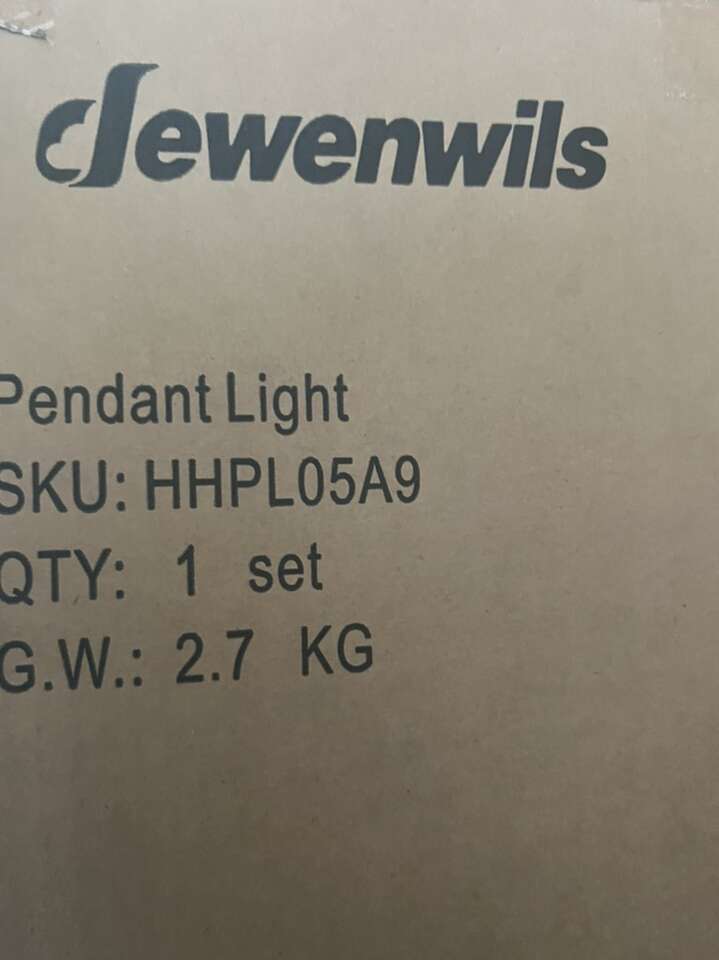 dewenwils
Pendant Light
SKU: HHPL05A9
QTY: 1 set
G.W.: 2.7 KG